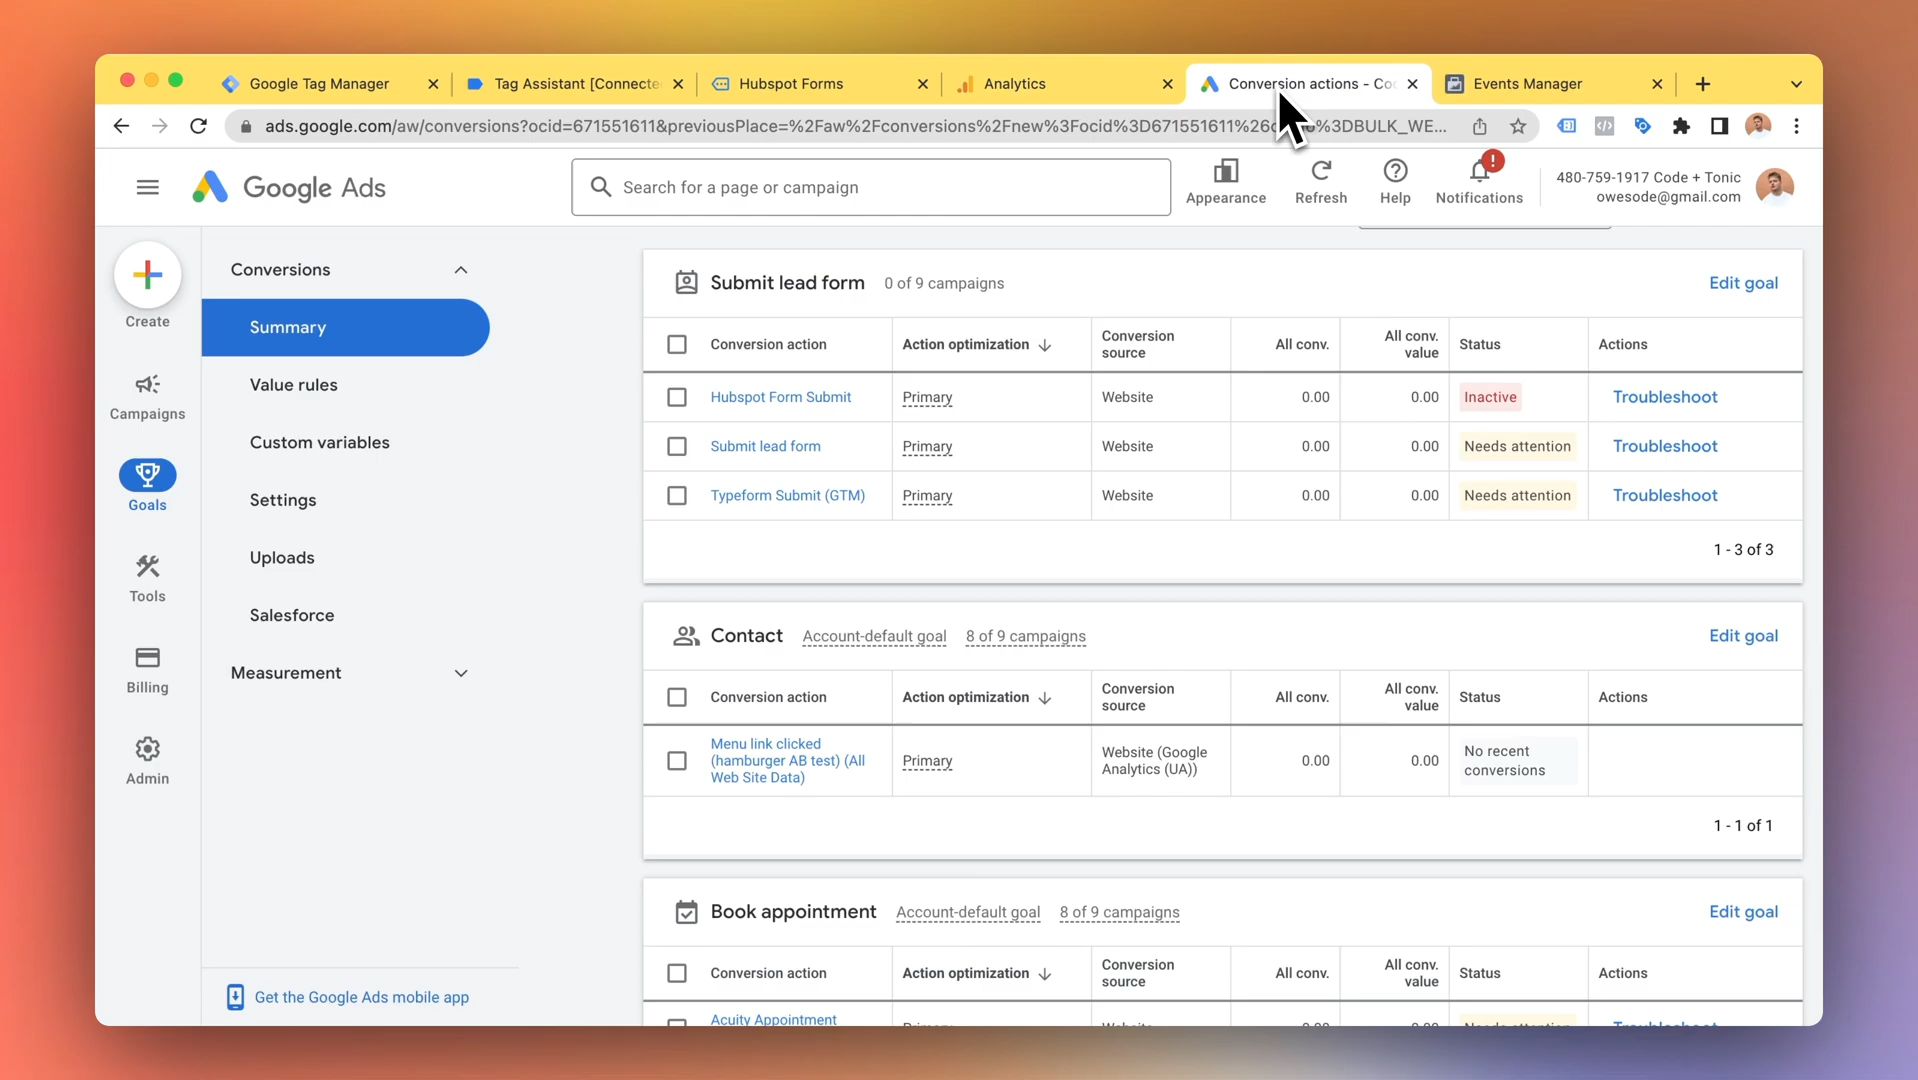 Google Tag Manager
Tag Assistant [Connecte
Hubspot Forms
Analytics
Conversion actions - Co
Events Manager
ads.google.com/aw/conversions?ocid=671551611&previousPlace=%2Faw%2Fconversions%2Fnew%3Focid%3D671551611%26 %3DBULK_WE...
Google Ads
Search for a page or campaign
Appearance
Refresh
Help
!
Notifications
480-759-1917 Code + Tonic
owesode@gmail.com
Create
Campaigns
Goals
Tools
Billing
Admin
Conversions
Summary
Value rules
Custom variables
Settings
Uploads
Salesforce
Measurement
Get the Google Ads mobile app
Submit lead form 0 of 9 campaigns Edit goal
Conversion action Action optimization Conversion source All conv. All conv. value Status Actions
Hubspot Form Submit Primary Website 0.00 0.00 Inactive Troubleshoot
Submit lead form Primary Website 0.00 0.00 Needs attention Troubleshoot
Typeform Submit (GTM) Primary Website 0.00 0.00 Needs attention Troubleshoot
1 - 3 of 3
Contact Account-default goal 8 of 9 campaigns Edit goal
Conversion action Action optimization Conversion source All conv. All conv. value Status Actions
Menu link clicked (hamburger AB test) (All Web Site Data) Primary Website (Google Analytics (UA)) 0.00 0.00 No recent conversions
1 - 1 of 1
Book appointment Account-default goal 8 of 9 campaigns Edit goal
Conversion action Action optimization Conversion source All conv. All conv. value Status Actions
Acuity Appointment